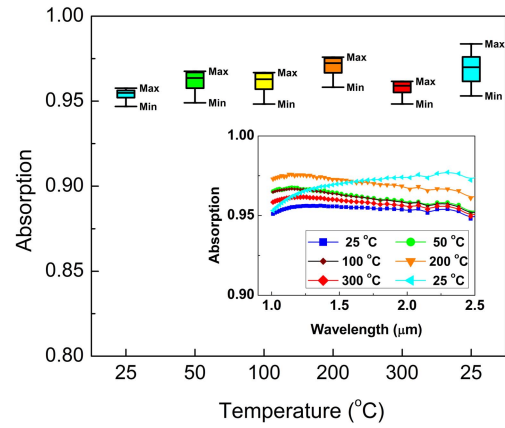 1.00
0.95
0.90
0.85
0.80
Absorption
Max
Min
Max
Min
Max
Min
Max
Min
Max
Min
Max
Min
1.00
0.95
0.90
Absorption
25 °C
50 °C
100 °C
200 °C
300 °C
25 °C
1.0
1.5
2.0
2.5
Wavelength (μm)
25
50
100
200
300
25
Temperature (°C)